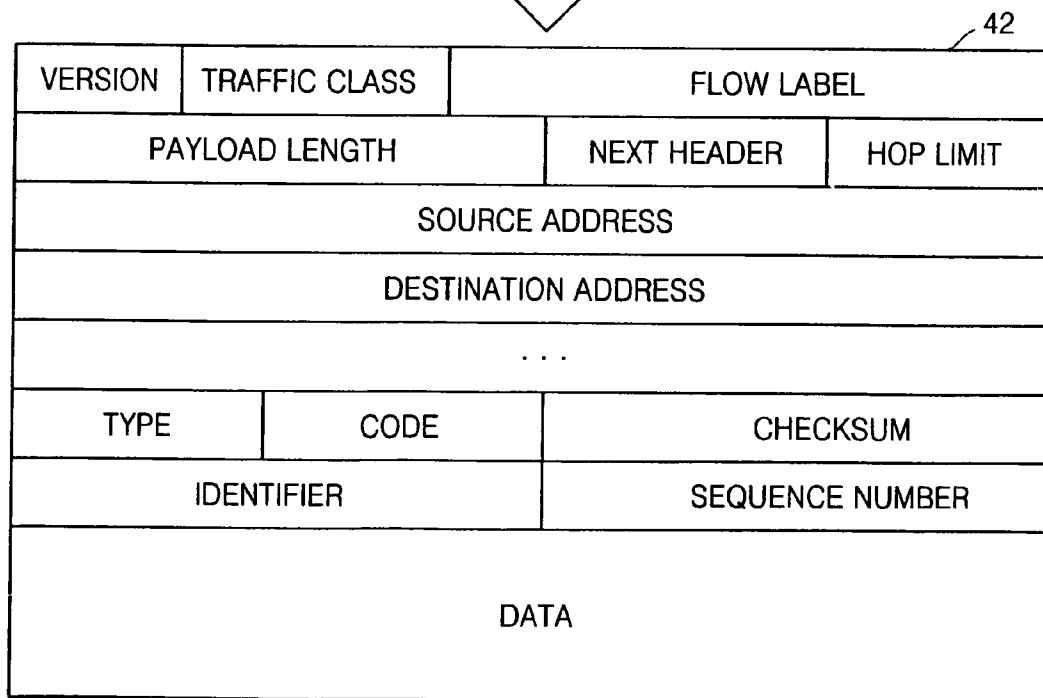 42
VERSION TRAFFIC CLASS FLOW LABEL
PAYLOAD LENGTH NEXT HEADER HOP LIMIT
SOURCE ADDRESS
DESTINATION ADDRESS
...
TYPE CODE CHECKSUM
IDENTIFIER SEQUENCE NUMBER
DATA